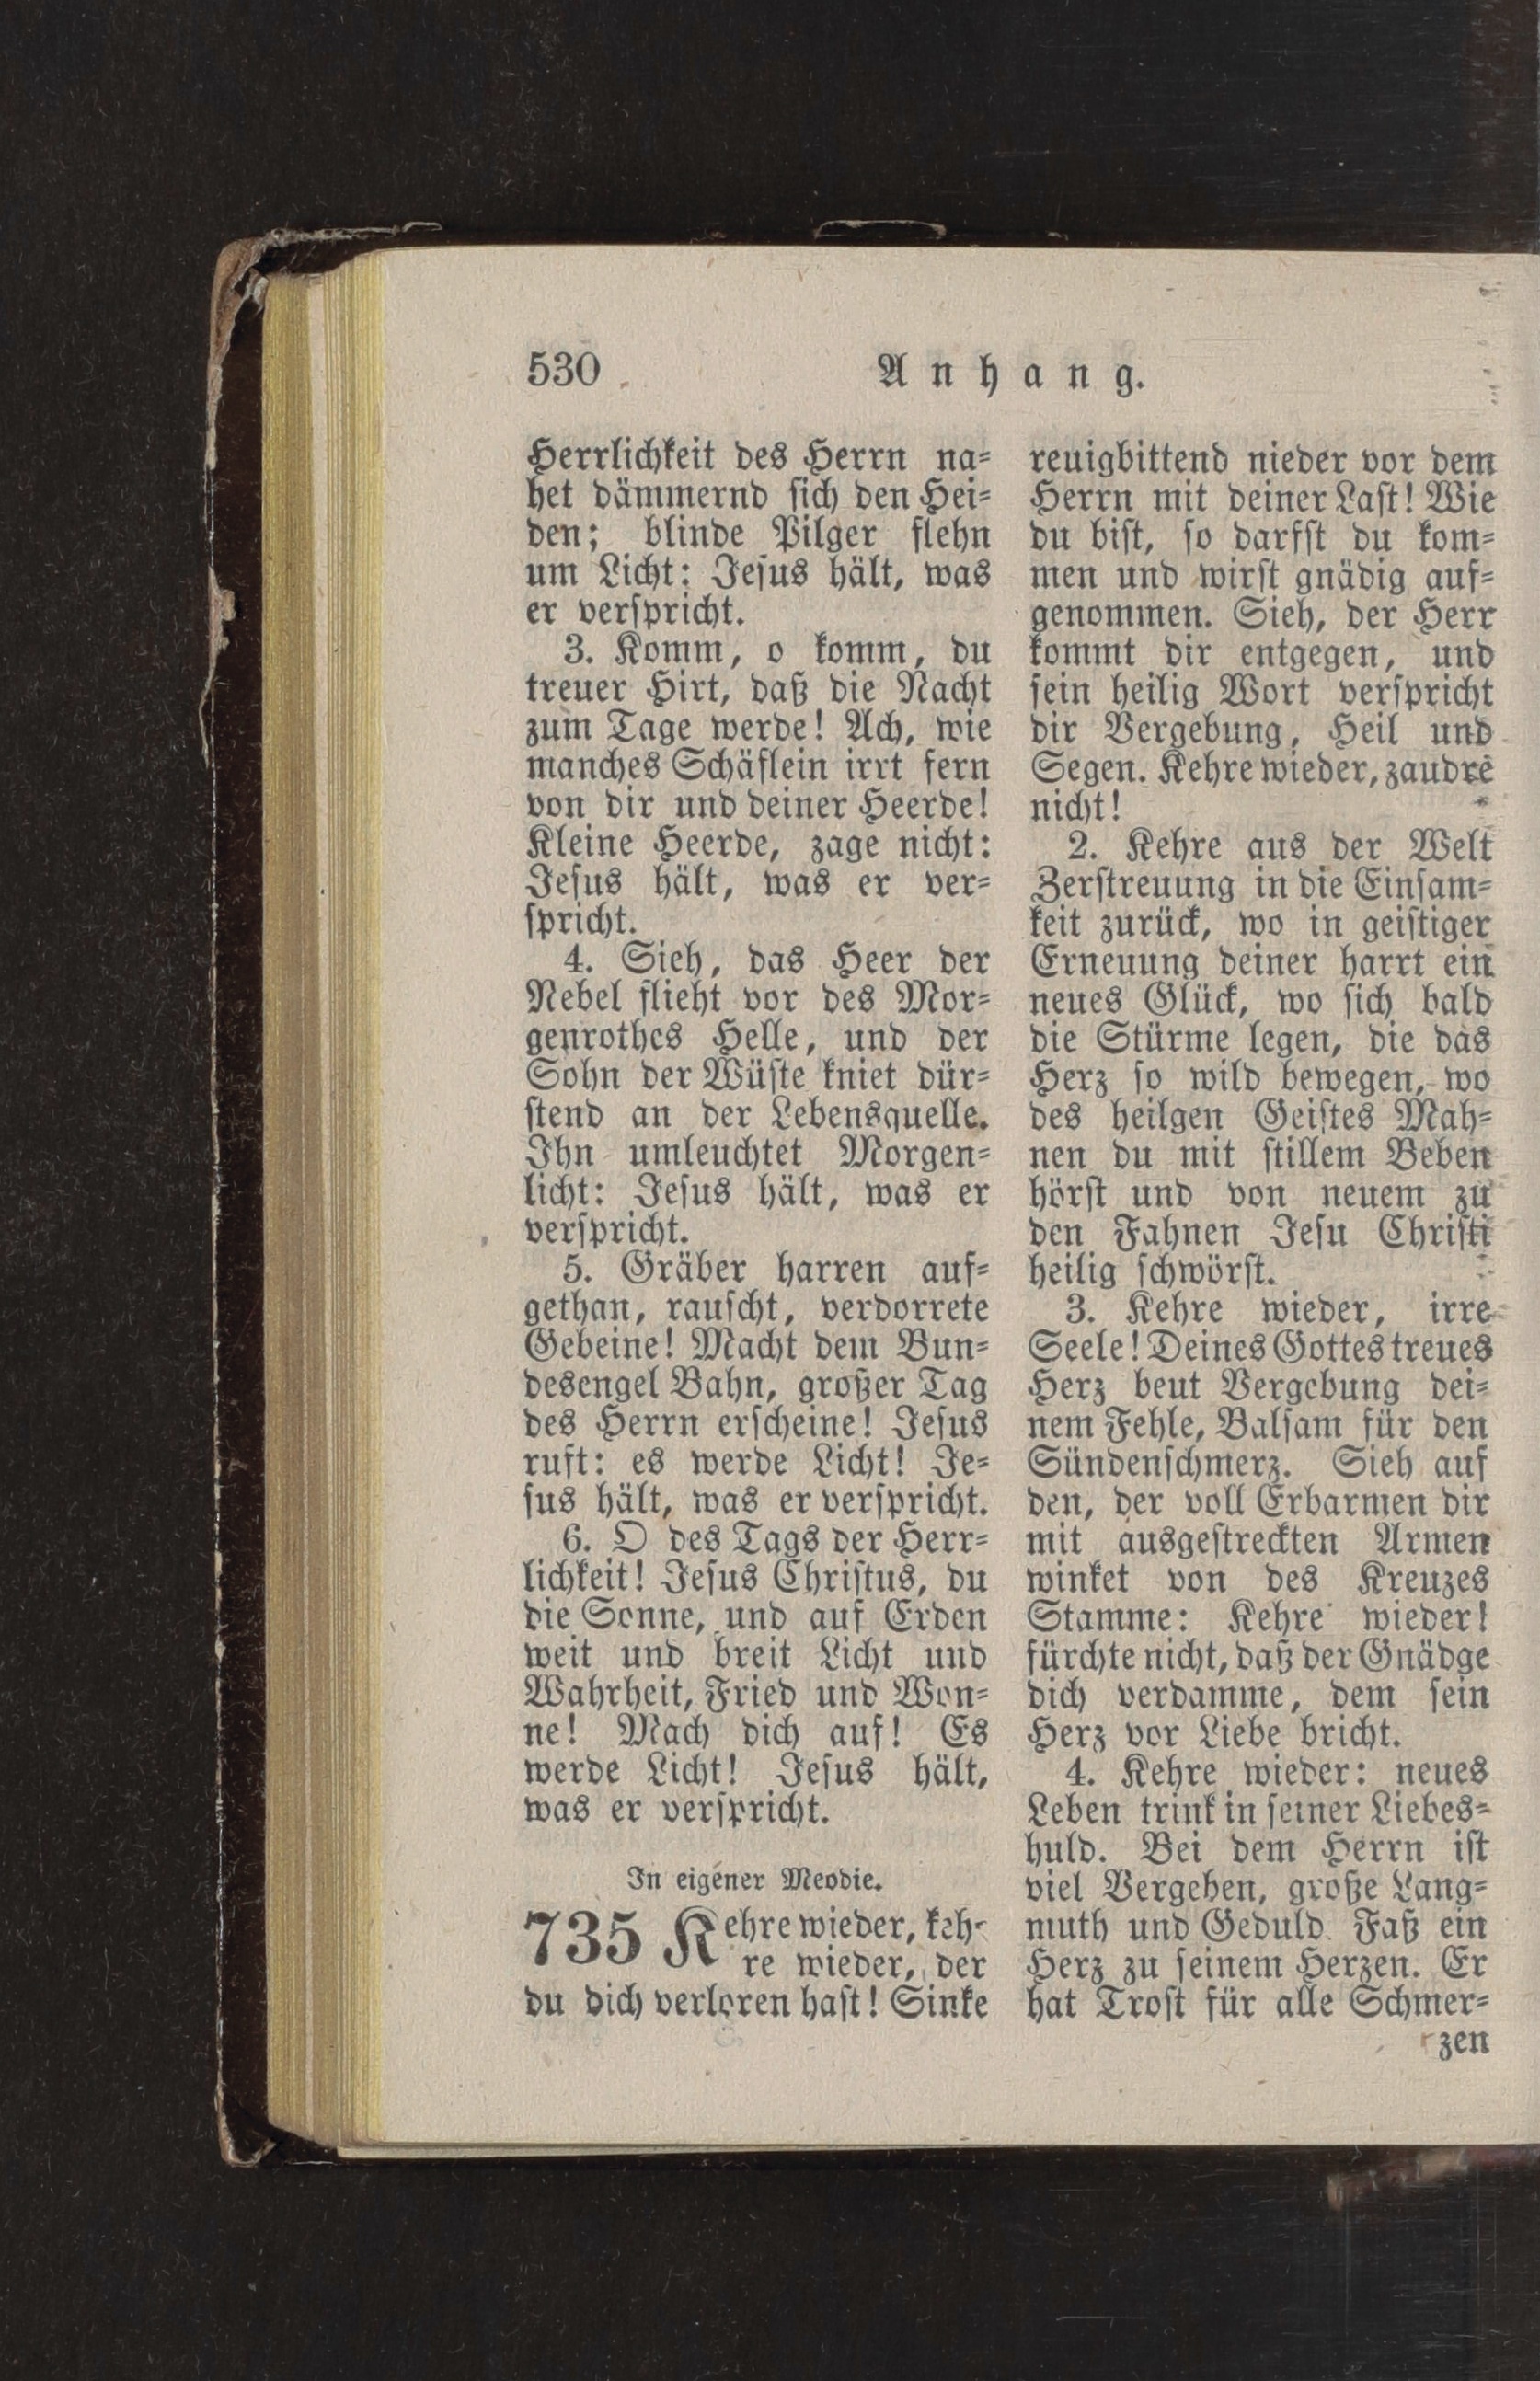 530 Anhang.
Herrlichkeit des Herrn na-
het dämmernd sich den Hei-
den; blinde Pilger flehn
um Licht: Jesus hält, was
er verspricht.
3. Komm, o komm, du
treuer Hirt, daß die Nacht
zum Tage werde! Ach, wie
manches Schäflein irrt fern
von dir und deiner Heerde!
Kleine Heerde, zage nicht:
Jesus hält, was er ver-
spricht.
4. Sieh, das Heer der
Nebel flieht vor des Mor-
genrothes Helle, und der
Sohn der Wüste kniet dür-
stend an der Lebensquelle.
Ihn umleuchtet Morgen-
licht: Jesus hält, was er
verspricht.
5. Gräber harren auf-
gethan, rauscht, verdorrete
Gebeine! Macht dem Bun-
desengel Bahn, großer Tag
des Herrn erscheine! Jesus
ruft: es werde Licht! Je-
sus hält, was er verspricht.
6. O des Tags der Herr-
lichkeit! Jesus Christus, du
die Sonne, und auf Erden
weit und breit Licht und
Wahrheit, Fried und Won-
ne! Mach dich auf! Es
werde Licht! Jesus hält,
was er verspricht.
In eigener Meodie.
735 Kehre wieder, keh-
re wieder, der
du dich verloren hast! Sinke
reuigbittend nieder vor dem
Herrn mit deiner Last! Wie
du bist, so darfst du kom-
men und wirst gnädig auf-
genommen. Sieh, der Herr
kommt dir entgegen, und
sein heilig Wort verspricht
dir Vergebung, Heil und
Segen. Kehre wieder, zaudre
nicht!
2. Kehre aus der Welt
Zerstreuung in die Einsam-
keit zurück, wo in geistiger
Erneuung deiner harrt ein
neues Glück, wo sich bald
die Stürme legen, die das
Herz so wild bewegen, wo
des heilgen Geistes Mah-
nen du mit stillem Beben
hörst und von neuem zu
den Fahnen Jesu Christi
heilig schwörst.
3. Kehre wieder, irre
Seele! Deines Gottes treues
Herz beut Vergebung dei-
nem Fehle, Balsam für den
Sündenschmerz. Sieh auf
den, der voll Erbarmen dir
mit ausgestreckten Armen
winket von des Kreuzes
Stamme: Kehre wieder!
fürchte nicht, daß der Gnädge
dich verdamme, dem sein
Herz vor Liebe bricht.
4. Kehre wieder: neues
Leben trink in seiner Liebes-
huld. Bei dem Herrn ist
viel Vergeben, große Lang-
muth und Geduld. Faß ein
Herz zu seinem Herzen. Er
hat Trost für alle Schmer-
zen